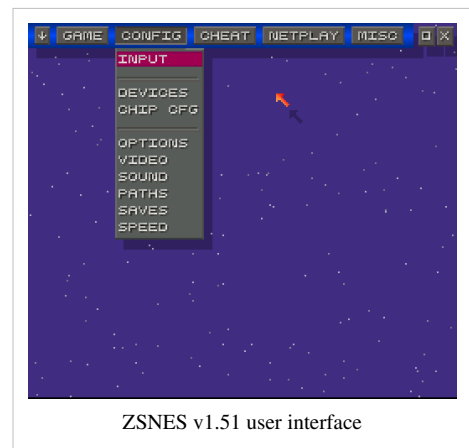 GAME CONFIG CHEAT NETPLAY MISC
INPUT
DEVICES
CHIP CFG
OPTIONS
VIDEO
SOUND
PATHS
SAVES
SPEED
ZSNES v1.51 user interface